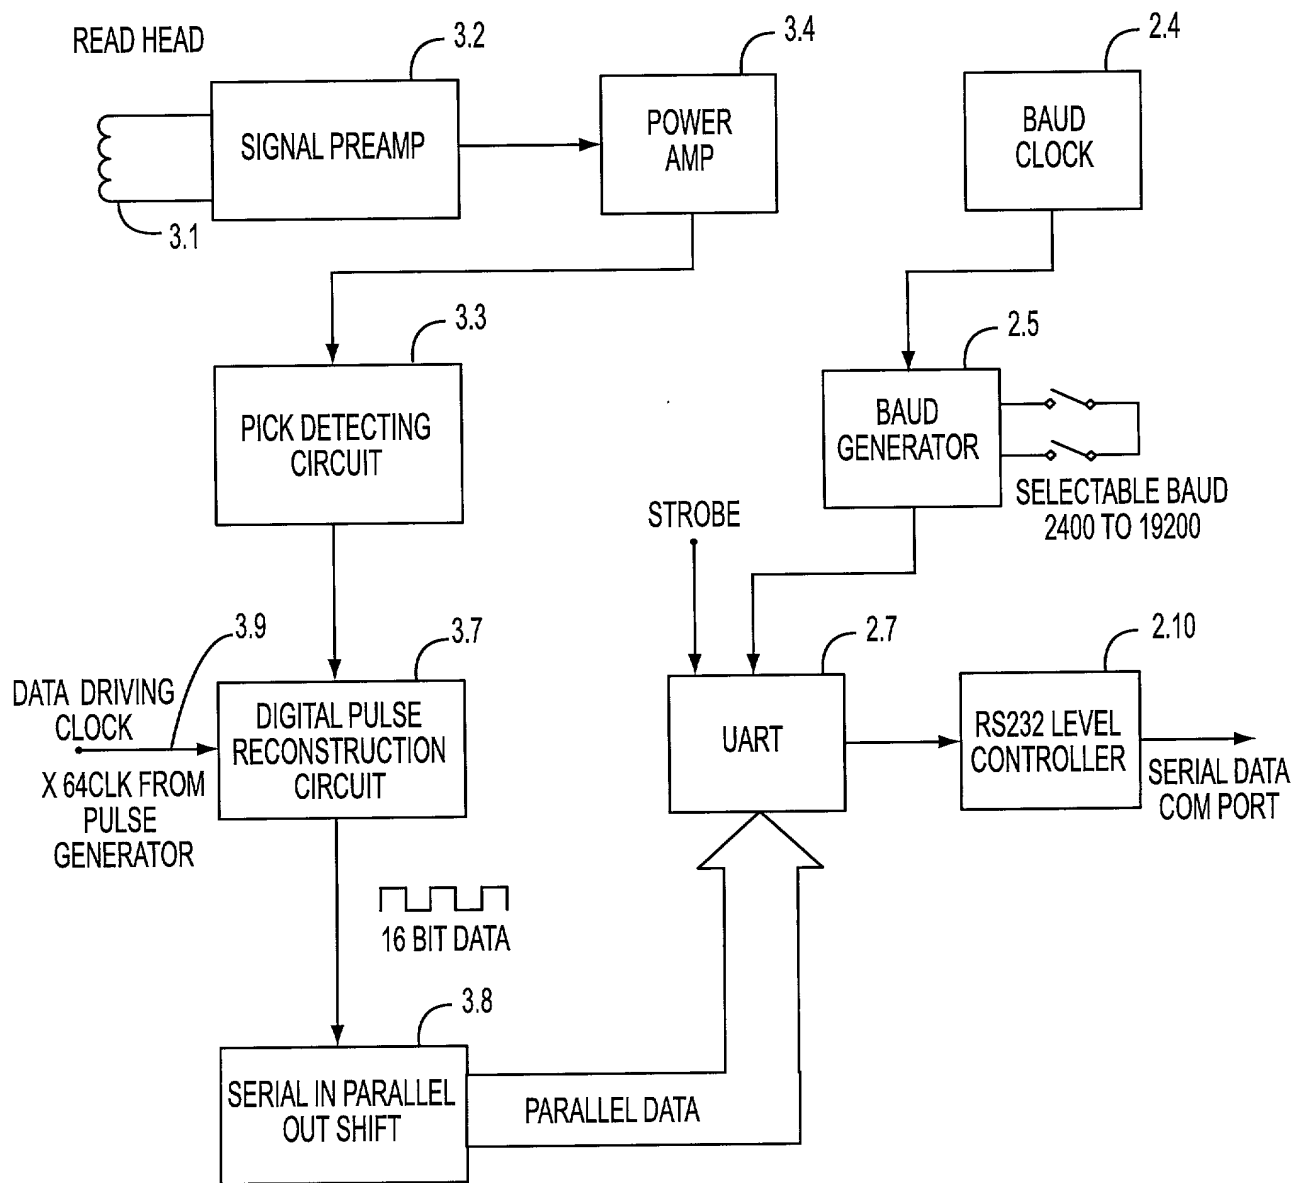 READ HEAD
3.2
3.4
2.4
SIGNAL PREAMP
POWER
AMP
BAUD
CLOCK
3.1
3.3
2.5
PICK DETECTING
CIRCUIT
BAUD
GENERATOR
SELECTABLE BAUD
2400 TO 19200
STROBE
3.9
3.7
2.7
2.10
DATA DRIVING
CLOCK
X 64CLK FROM
PULSE
GENERATOR
DIGITAL PULSE
RECONSTRUCTION
CIRCUIT
UART
RS232 LEVEL
CONTROLLER
SERIAL DATA
COM PORT
16 BIT DATA
3.8
SERIAL IN PARALLEL
OUT SHIFT
PARALLEL DATA